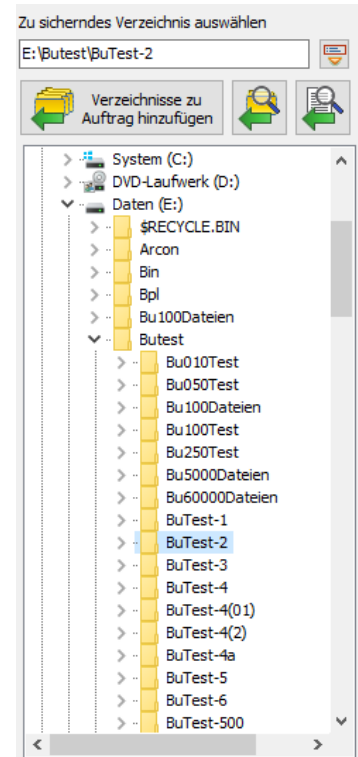 Zu sicherndes Verzeichnis auswählen
E:\Butest\BuTest-2
Verzeichnisse zu
Auftrag hinzufügen
System (C:)
DVD-Laufwerk (D:)
Daten (E:)
$RECYCLE.BIN
Arcon
Bin
Bpl
Bu100Dateien
Butest
Bu010Test
Bu050Test
Bu100Dateien
Bu100Test
Bu250Test
Bu5000Dateien
Bu60000Dateien
BuTest-1
BuTest-2
BuTest-3
BuTest-4
BuTest-4(01)
BuTest-4(2)
BuTest-4a
BuTest-5
BuTest-6
BuTest-500